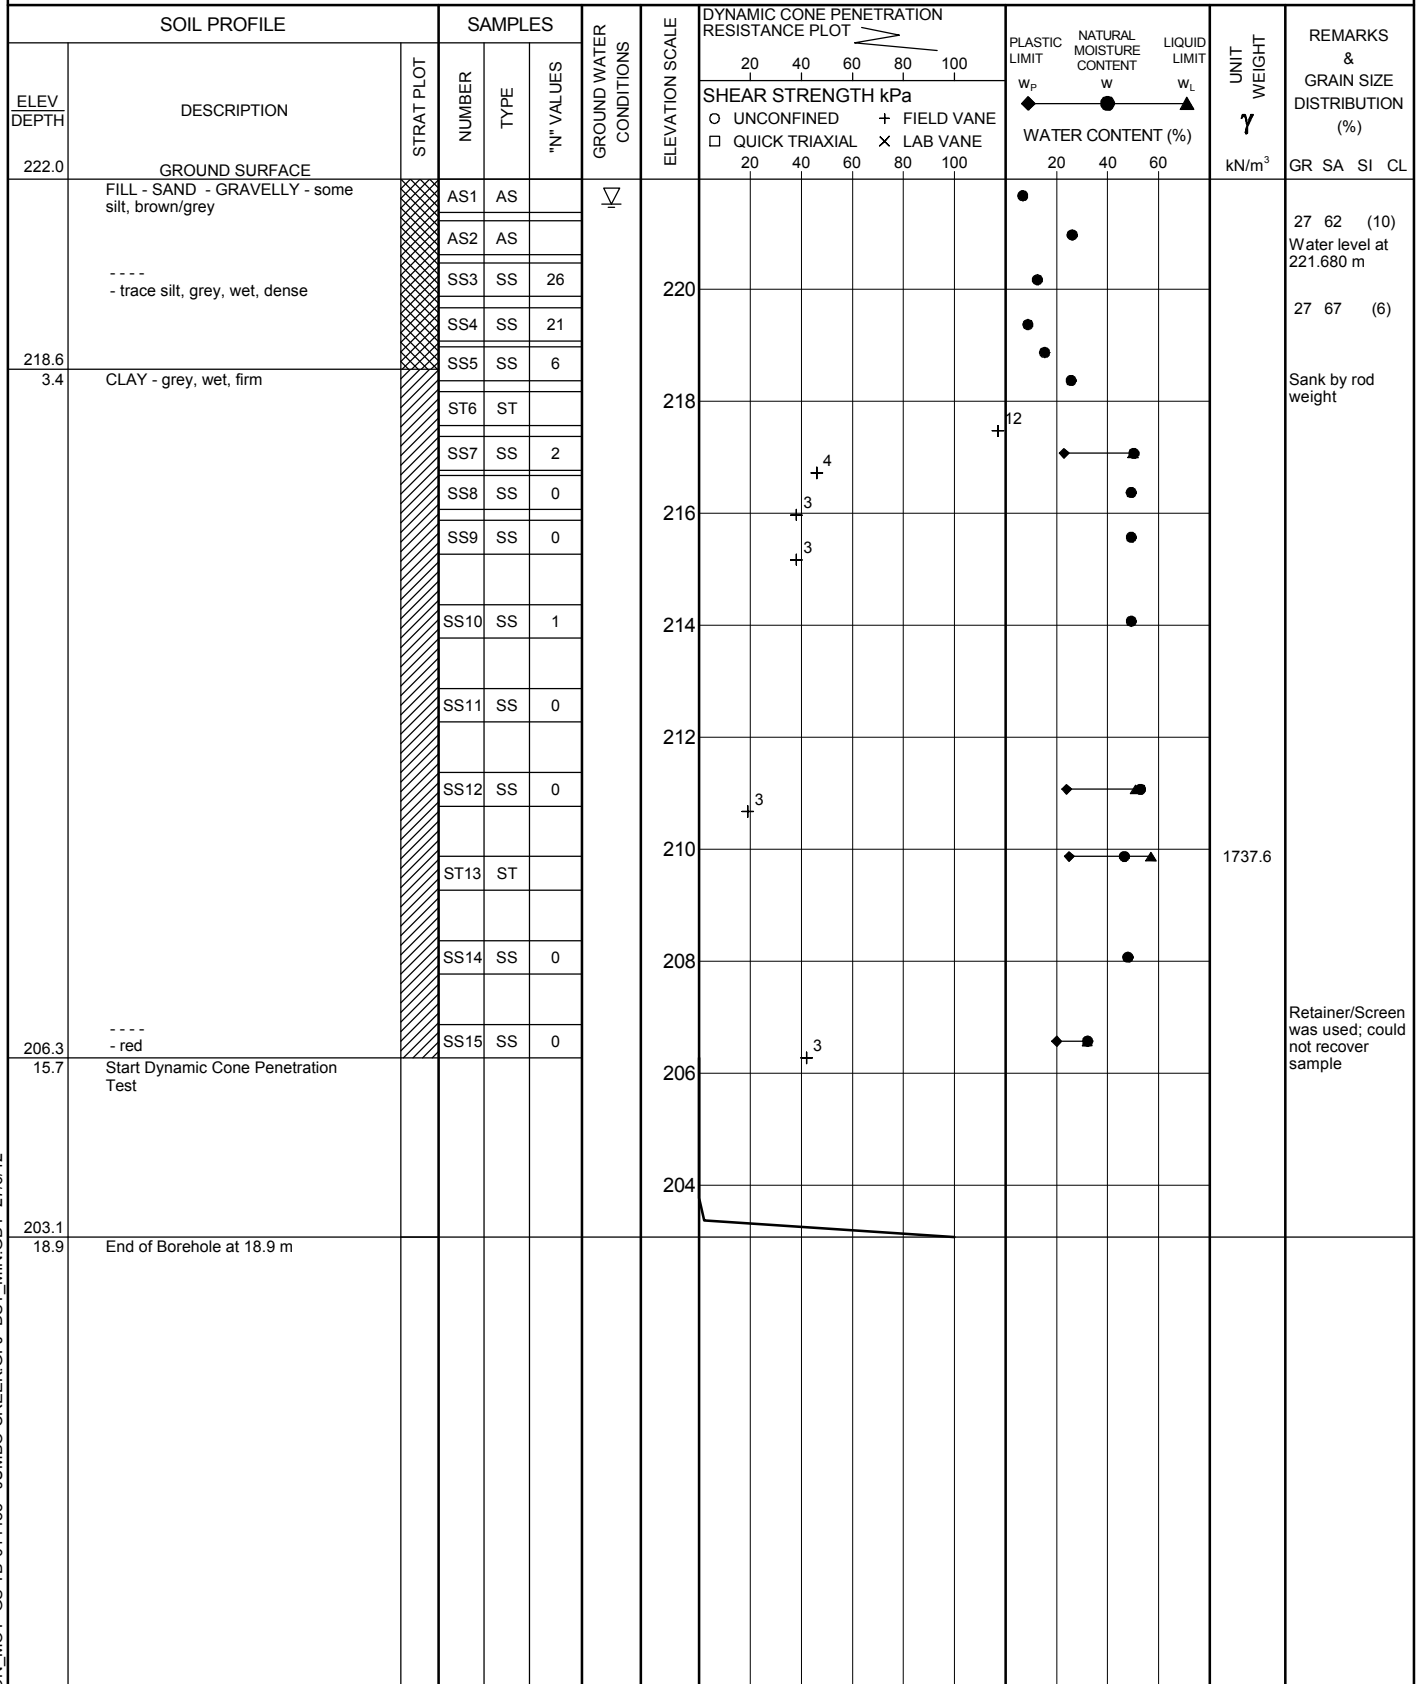 SOIL PROFILE
SAMPLES
GROUND WATER
CONDITIONS
ELEVATION SCALE
DYNAMIC CONE PENETRATION
RESISTANCE PLOT
20 40 60 80 100
SHEAR STRENGTH kPa
UNCONFINED + FIELD VANE
QUICK TRIAXIAL × LAB VANE
20 40 60 80 100
PLASTIC
LIMIT
NATURAL
MOISTURE
CONTENT
LIQUID
LIMIT
WP W WL
WATER CONTENT (%)
20 40 60
UNIT
WEIGHT
γ
kN/m³
REMARKS
&
GRAIN SIZE
DISTRIBUTION
(%)
GR SA SI CL
ELEV
DEPTH
DESCRIPTION
STRAT PLOT
NUMBER
TYPE
"N" VALUES
222.0 GROUND SURFACE
FILL - SAND - GRAVELLY - some
silt, brown/grey
AS1 AS
27 62 (10)
AS2 AS
Water level at
221.680 m
- - - -
- trace silt, grey, wet, dense
SS3 SS 26
220
27 67 (6)
SS4 SS 21
218.6
SS5 SS 6
3.4 CLAY - grey, wet, firm
Sank by rod
weight
218
ST6 ST
12
SS7 SS 2
4
SS8 SS 0
3
216
SS9 SS 0
3
SS10 SS 1
214
SS11 SS 0
212
SS12 SS 0
3
210
1737.6
ST13 ST
SS14 SS 0
208
Retainer/Screen
was used; could
not recover
sample
- - - -
- red
SS15 SS 0
206.3
3
15.7 Start Dynamic Cone Penetration
Test
206
204
203.1
18.9 End of Borehole at 18.9 m